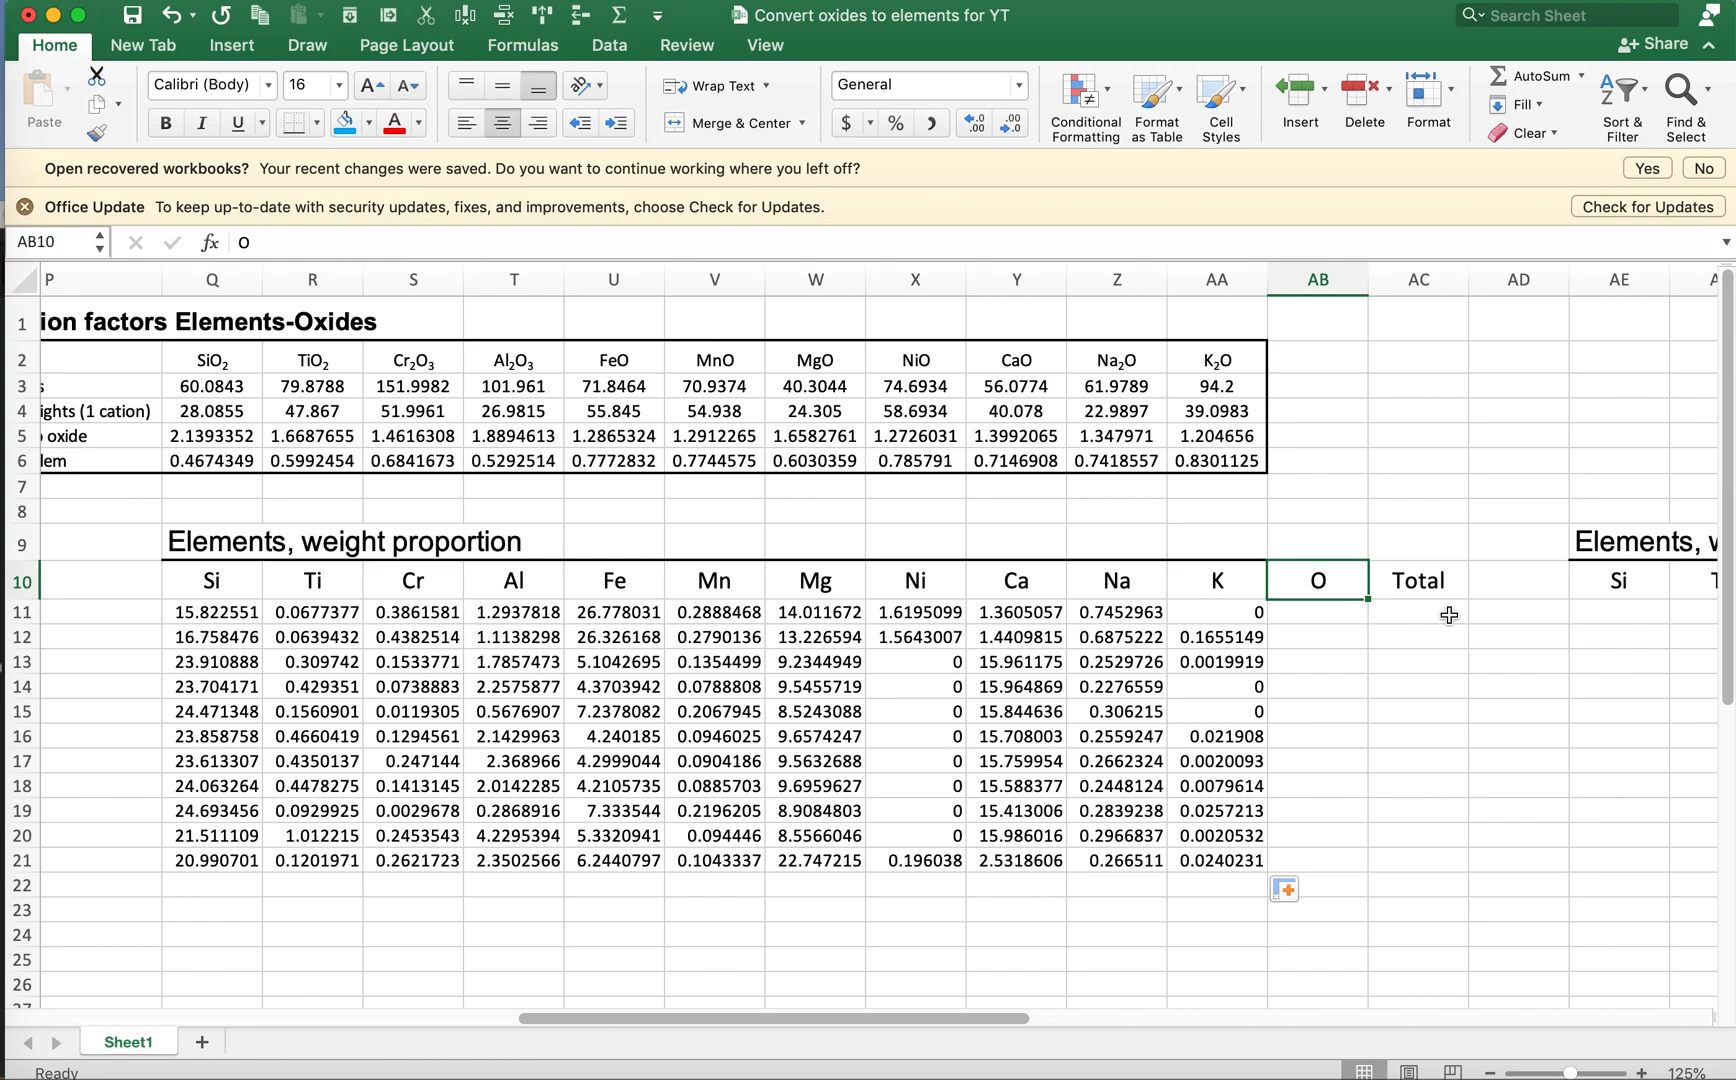 Convert oxides to elements for YT
Search Sheet
Home New Tab Insert Draw Page Layout Formulas Data Review View Share
Paste Calibri (Body) 16 Wrap Text General Merge & Center Conditional Formatting Format as Table Cell Styles Insert Delete Format AutoSum Fill Clear Sort & Filter Find & Select
Open recovered workbooks? Your recent changes were saved. Do you want to continue working where you left off? Yes No
Office Update To keep up-to-date with security updates, fixes, and improvements, choose Check for Updates. Check for Updates
AB10 fx O
P Q R S T U V W X Y Z AA AB AC AD AE
1 ion factors Elements-Oxides
2 SiO₂ TiO₂ Cr₂O₃ Al₂O₃ FeO MnO MgO NiO CaO Na₂O K₂O
3 s 60.0843 79.8788 151.9982 101.961 71.8464 70.9374 40.3044 74.6934 56.0774 61.9789 94.2
4 ights (1 cation) 28.0855 47.867 51.9961 26.9815 55.845 54.938 24.305 58.6934 40.078 22.9897 39.0983
5 oxide 2.1393352 1.6687655 1.4616308 1.8894613 1.2865324 1.2912265 1.6582761 1.2726031 1.3992065 1.347971 1.204656
6 lem 0.4674349 0.5992454 0.6841673 0.5292514 0.7772832 0.7744575 0.6030359 0.785791 0.7146908 0.7418557 0.8301125
7
8
9 Elements, weight proportion Elements, w
10 Si Ti Cr Al Fe Mn Mg Ni Ca Na K O Total Si T
11 15.822551 0.0677377 0.3861581 1.2937818 26.778031 0.2888468 14.011672 1.6195099 1.3605057 0.7452963 0
12 16.758476 0.0639432 0.4382514 1.1138298 26.326168 0.2790136 13.226594 1.5643007 1.4409815 0.6875222 0.1655149
13 23.910888 0.309742 0.1533771 1.7857473 5.1042695 0.1354499 9.2344949 0 15.961175 0.2529726 0.0019919
14 23.704171 0.429351 0.0738883 2.2575877 4.3703942 0.0788808 9.5455719 0 15.964869 0.2276559 0
15 24.471348 0.1560901 0.0119305 0.5676907 7.2378082 0.2067945 8.5243088 0 15.844636 0.306215 0
16 23.858758 0.4660419 0.1294561 2.1429963 4.240185 0.0946025 9.6574247 0 15.708003 0.2559247 0.021908
17 23.613307 0.4350137 0.247144 2.368966 4.2999044 0.0904186 9.5632688 0 15.759954 0.2662324 0.0020093
18 24.063264 0.4478275 0.1413145 2.0142285 4.2105735 0.0885703 9.6959627 0 15.588377 0.2448124 0.0079614
19 24.693456 0.0929925 0.0029678 0.2868916 7.333544 0.2196205 8.9084803 0 15.413006 0.2839238 0.0257213
20 21.511109 1.012215 0.2453543 4.2295394 5.3320941 0.094446 8.5566046 0 15.986016 0.2966837 0.0020532
21 20.990701 0.1201971 0.2621723 2.3502566 6.2440797 0.1043337 22.747215 0.196038 2.5318606 0.266511 0.0240231
22
23
24
25
26
Sheet1
Ready 125%